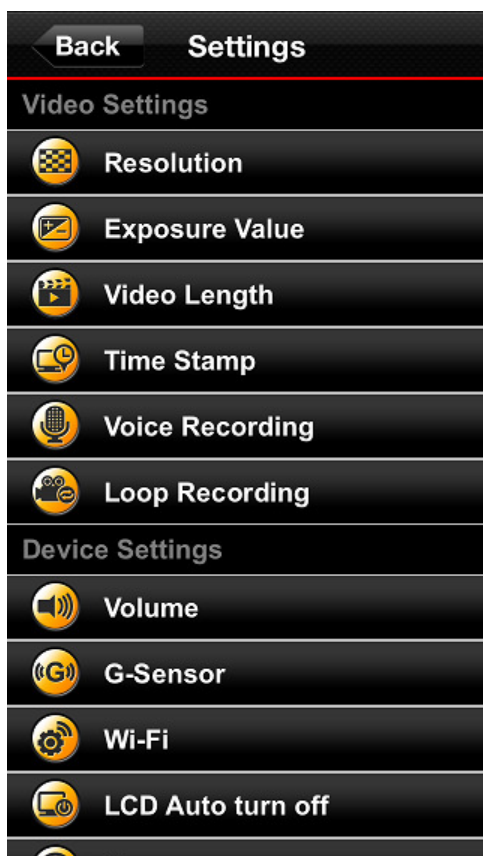 Back
Settings
Video Settings
Resolution
Exposure Value
Video Length
Time Stamp
Voice Recording
Loop Recording
Device Settings
Volume
G
G-Sensor
Wi-Fi
LCD Auto turn off